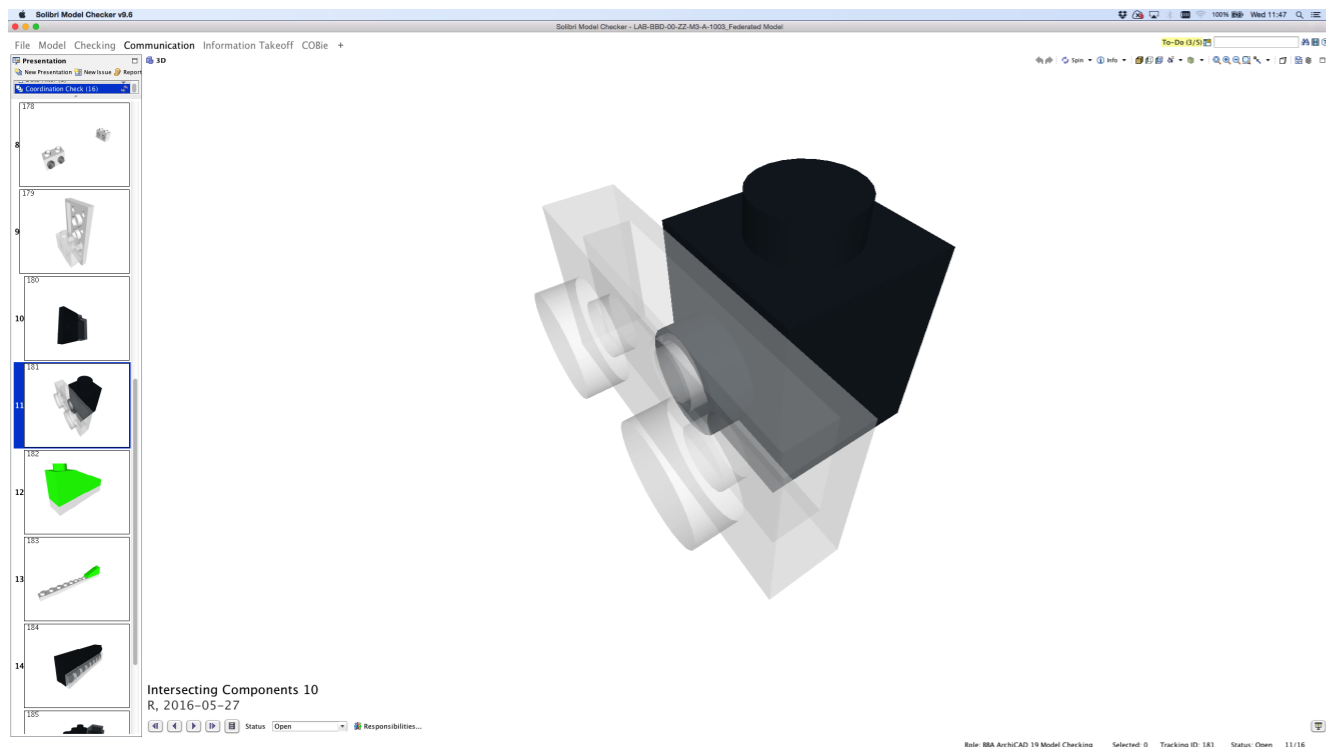 Solibri Model Checker v9.6
100% Wed 11:47
Solibri Model Checker - LAB-BBD-00-ZZ-M3-A-1003_Federated Model
File Model Checking Communication Information Takeoff COBie +
To-Do (3/5)
Presentation
3D
Spin Info
New Presentation New Issue Report
Coordination Check (16)
178
8
179
9
180
10
181
11
182
12
183
13
184
14
185
Intersecting Components 10
R, 2016-05-27
Status Open Responsibilities...
Role: BBA ArchiCAD 19 Model Checking Selected: 0 Tracking ID: 181 Status: Open 11/16